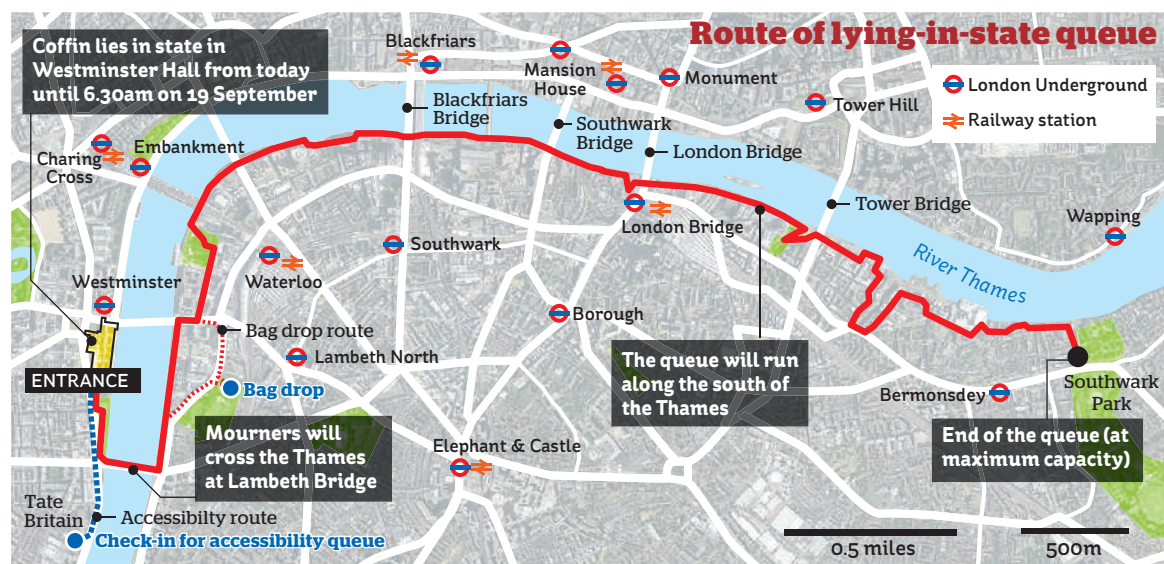 Route of lying-in-state queue
Coffin lies in state in
Westminster Hall from today
until 6.30am on 19 September
London Underground
Railway station
Blackfriars
Mansion
House
Monument
Tower Hill
Blackfriars
Bridge
Southwark
Bridge
London Bridge
Charing
Cross
Embankment
Tower Bridge
Wapping
London Bridge
Southwark
Waterloo
River Thames
Westminster
Borough
Bag drop route
Lambeth North
ENTRANCE
Bag drop
The queue will run
along the south of
the Thames
Bermonsdey
Southwark
Park
Mourners will
cross the Thames
at Lambeth Bridge
Elephant & Castle
End of the queue (at
maximum capacity)
Tate
Britain
Accessibilty route
Check-in for accessibility queue
0.5 miles
500m